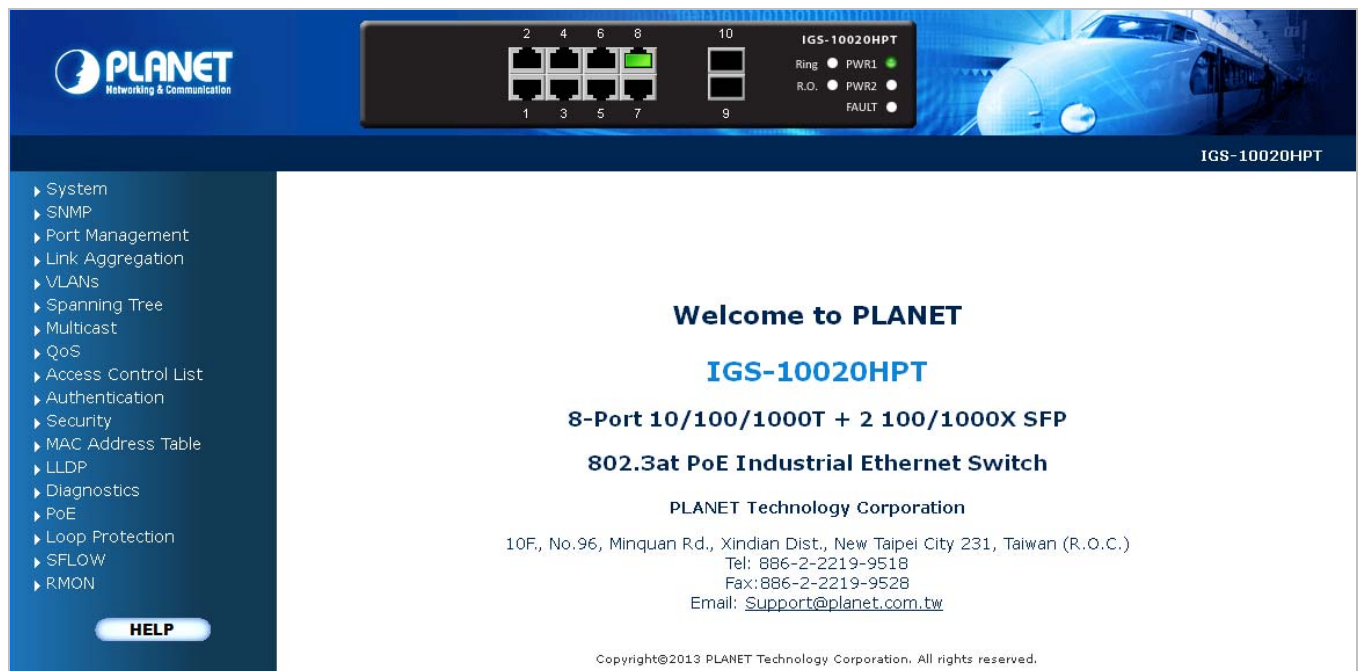 PLANET
Networking & Communication
2 4 6 8 10
1 3 5 7 9
IGS-10020HPT
Ring PWR1
R.O. PWR2
FAULT
IGS-10020HPT
System
SNMP
Port Management
Link Aggregation
VLANs
Spanning Tree
Multicast
QoS
Access Control List
Authentication
Security
MAC Address Table
LLDP
Diagnostics
PoE
Loop Protection
SFLOW
RMON
HELP
Welcome to PLANET
IGS-10020HPT
8-Port 10/100/1000T + 2 100/1000X SFP
802.3at PoE Industrial Ethernet Switch
PLANET Technology Corporation
10F., No.96, Minquan Rd., Xindian Dist., New Taipei City 231, Taiwan (R.O.C.)
Tel: 886-2-2219-9518
Fax:886-2-2219-9528
Email: Support@planet.com.tw
Copyright©2013 PLANET Technology Corporation. All rights reserved.